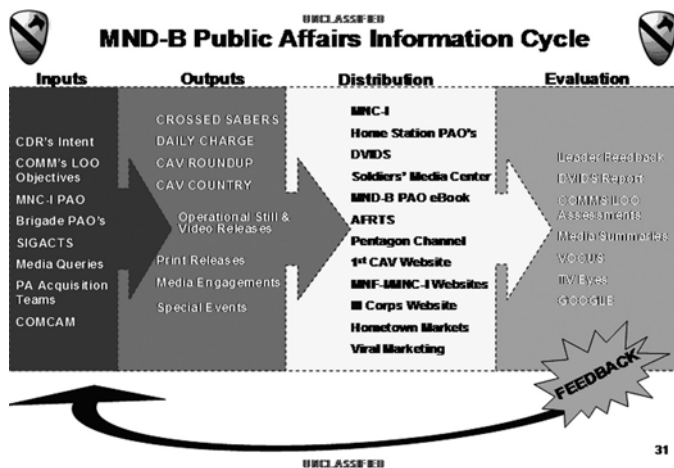 UNCLASSIFIED
MND-B Public Affairs Information Cycle
Inputs
CDR's Intent
COMM's LOO
Objectives
MNC-I PAO
Brigade PAO's
SIGACTS
Media Queries
PA Acquisition
Teams
COMCAM
Outputs
CROSSED SABERS
DAILY CHARGE
CAV ROUNDUP
CAV COUNTRY
Operational Still &
Video Releases
Print Releases
Media Engagements
Special Events
Distribution
MNC-I
Home Station PAO's
DVIDS
Soldiers' Media Center
MND-B PAO eBook
AFRTS
Pentagon Channel
1st CAV Website
MNF-I/MNC-I Websites
III Corps Website
Hometown Markets
Viral Marketing
Evaluation
Leader Feedback
DVIDS Report
COMM'S LOO
Assessments
Media Summaries
VOCUS
TV Eyes
GOOGLE
FEEDBACK
31
UNCLASSIFIED